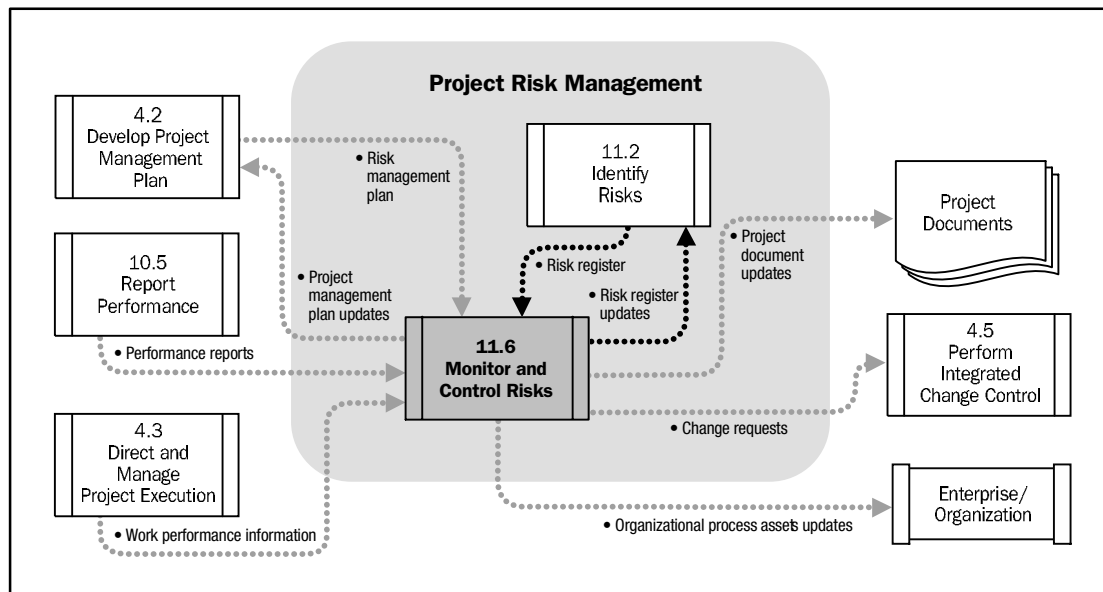 Project Risk Management
4.2
Develop Project
Management
Plan
• Risk
management
plan
11.2
Identify
Risks
Project
Documents
10.5
Report
Performance
• Project
management
plan updates
• Risk register
• Risk register
updates
• Project
document
updates
• Performance reports
11.6
Monitor and
Control Risks
4.5
Perform
Integrated
Change Control
• Change requests
4.3
Direct and
Manage
Project Execution
• Work performance information
• Organizational process assets updates
Enterprise/
Organization